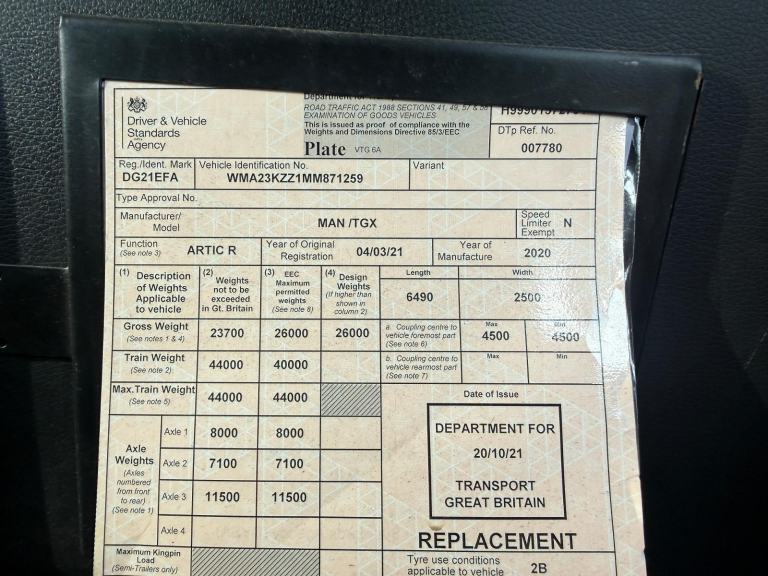 ROAD TRAFFIC ACT 1988 SECTIONS 41, 49, 57 & 58
EXAMINATION OF GOODS VEHICLES
This is issued as proof of compliance with the
Weights and Dimensions Directive 85/3/EEC
Plate VTG 6A
Driver & Vehicle
Standards
Agency
DTp Ref. No.
007780
Reg./Ident. Mark
DG21EFA
Vehicle Identification No.
WMA23KZZ1MM871259
Variant
Type Approval No.
Manufacturer/
Model
MAN /TGX
Speed
Limiter N
Exempt
Function
(See note 3)
ARTIC R
Year of Original
Registration
04/03/21
Year of
Manufacture
2020
(1) Description
of Weights
Applicable
to vehicle
(2) Weights
not to be
exceeded
in Gt. Britain
(3) EEC
Maximum
permitted
weights
(See note 8)
(4) Design
Weights
(If higher than
shown in
column 2)
Length
6490
Width
2500
Gross Weight
(See notes 1 & 4)
23700
26000
26000
a. Coupling centre to
vehicle foremost part
(See note 6)
Max
4500
Min
4500
Train Weight
(See note 2)
44000
40000
b. Coupling centre to
vehicle rearmost part
(See note 7)
Max
Min
Max.Train Weight
(See note 5)
44000
44000
Axle
Weights
(Axles
numbered
from front
to rear)
(See note 1)
Axle 1
8000
8000
Axle 2
7100
7100
Axle 3
11500
11500
Axle 4
Date of Issue
DEPARTMENT FOR
20/10/21
TRANSPORT
GREAT BRITAIN
REPLACEMENT
Maximum Kingpin
Load
(Semi-Trailers only)
Tyre use conditions
applicable to vehicle
2B